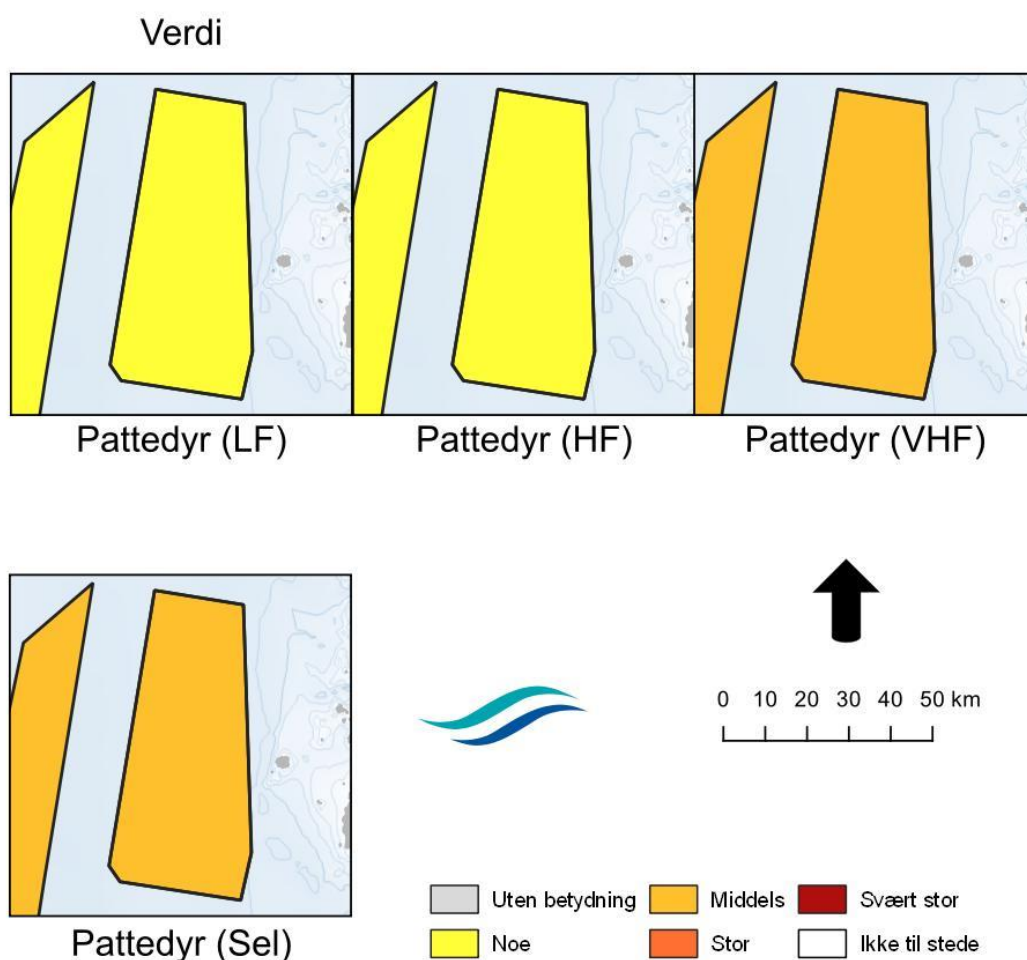 Verdi
Pattedyr (LF)
Pattedyr (HF)
Pattedyr (VHF)
0 10 20 30 40 50 km
Pattedyr (Sel)
Uten betydning
Middels
Svært stor
Noe
Stor
Ikke til stede